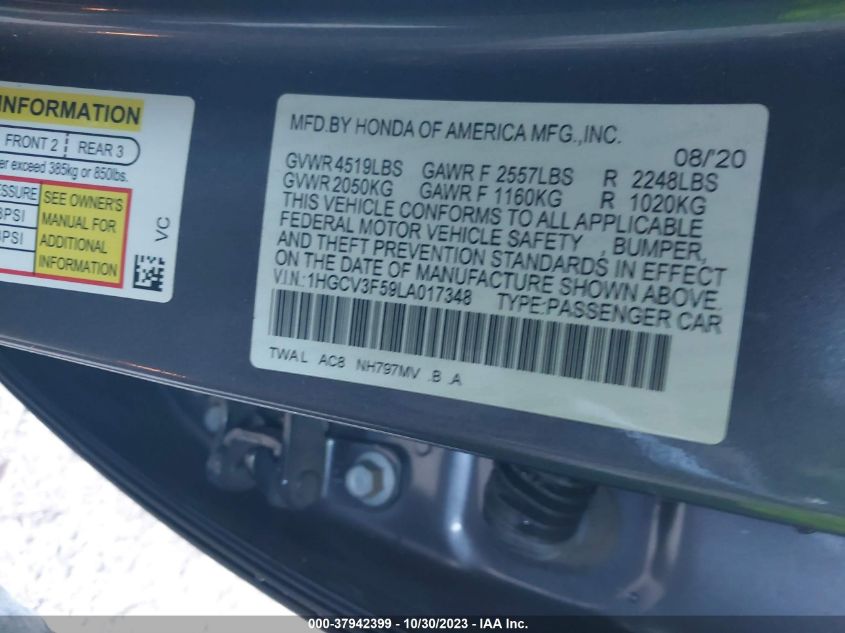 INFORMATION
FRONT 2 REAR 3
er exceed 385kg or 850lbs.
ESSURE
SEE OWNER'S
MANUAL FOR
ADDITIONAL
INFORMATION
PSI
PSI
VC
MFD.BY HONDA OF AMERICA MFG.,INC.
08/'20
GVWR 4519LBS GAWR F 2557LBS R 2248LBS
GVWR 2050KG GAWR F 1160KG R 1020KG
THIS VEHICLE CONFORMS TO ALL APPLICABLE
FEDERAL MOTOR VEHICLE SAFETY , BUMPER,
AND THEFT PREVENTION STANDARDS IN EFFECT
ON THE DATE OF MANUFACTURE SHOWN ABOVE.
V.I.N.:1HGCV3F59LA017348 TYPE:PASSENGER CAR
TWAL AC8 NH797MV .B .A
000-37942399 - 10/30/2023 - IAA Inc.